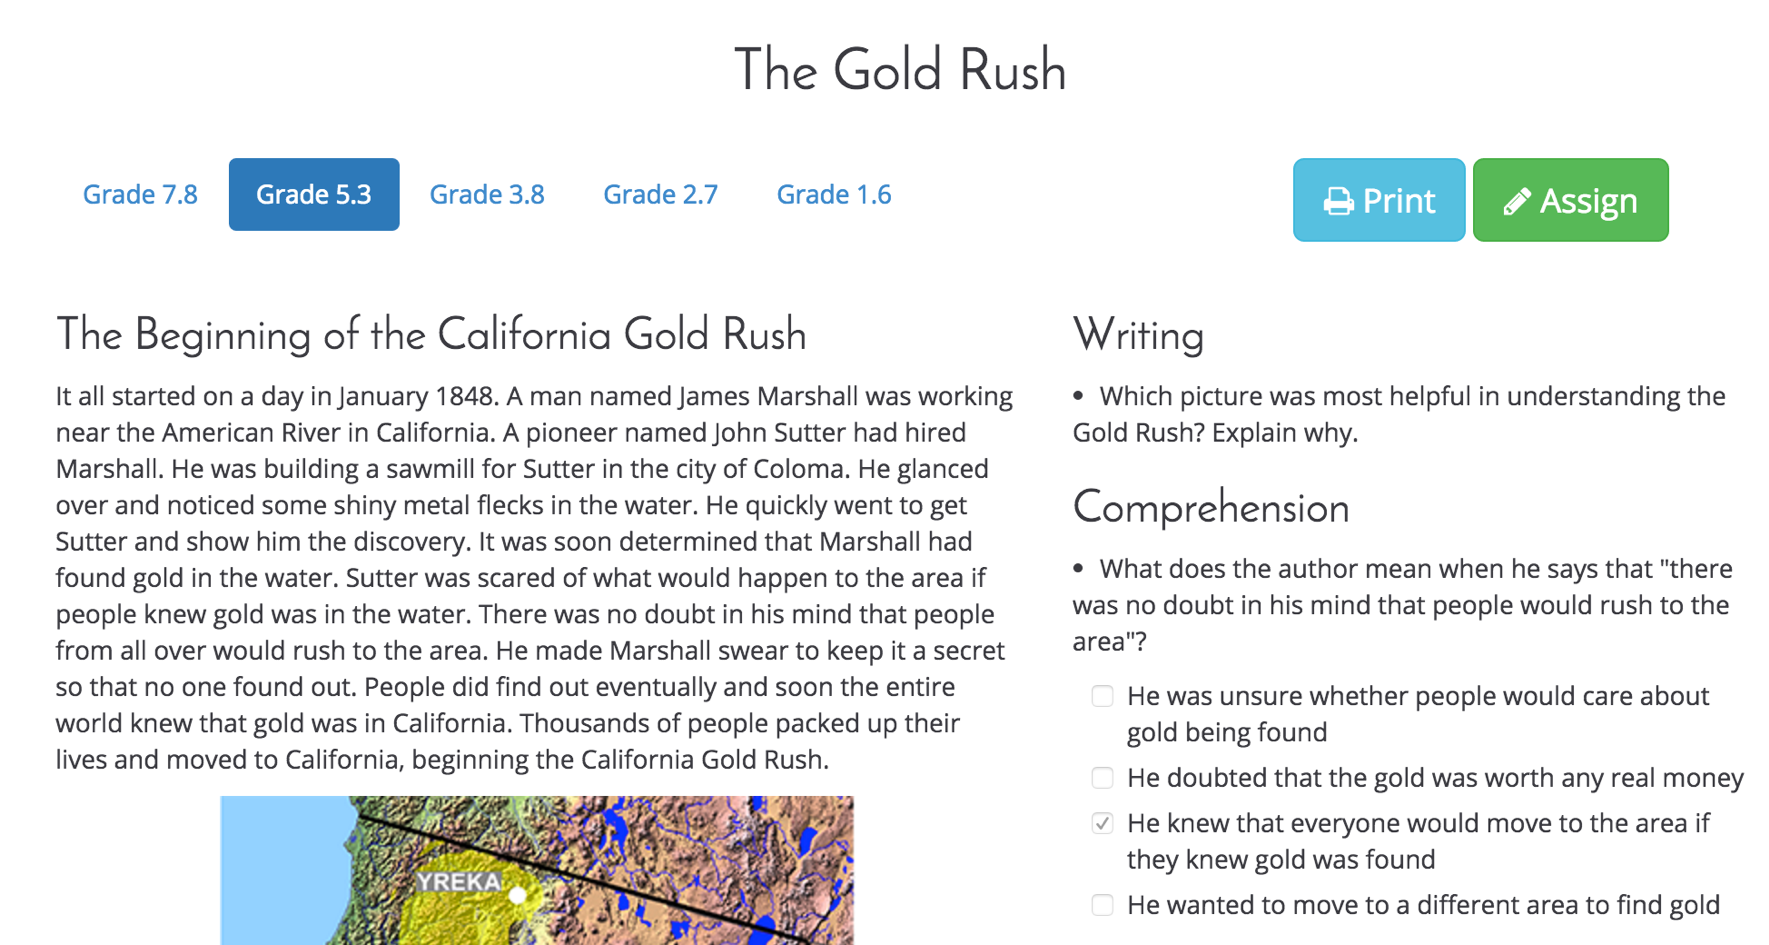 The Gold Rush
Grade 7.8
Grade 5.3
Grade 3.8
Grade 2.7
Grade 1.6
Print
Assign
The Beginning of the California Gold Rush
It all started on a day in January 1848. A man named James Marshall was working
near the American River in California. A pioneer named John Sutter had hired
Marshall. He was building a sawmill for Sutter in the city of Coloma. He glanced
over and noticed some shiny metal flecks in the water. He quickly went to get
Sutter and show him the discovery. It was soon determined that Marshall had
found gold in the water. Sutter was scared of what would happen to the area if
people knew gold was in the water. There was no doubt in his mind that people
from all over would rush to the area. He made Marshall swear to keep it a secret
so that no one found out. People did find out eventually and soon the entire
world knew that gold was in California. Thousands of people packed up their
lives and moved to California, beginning the California Gold Rush.
YREKA
Writing
• Which picture was most helpful in understanding the
Gold Rush? Explain why.
Comprehension
• What does the author mean when he says that "there
was no doubt in his mind that people would rush to the
area"?
He was unsure whether people would care about
gold being found
He doubted that the gold was worth any real money
He knew that everyone would move to the area if
they knew gold was found
He wanted to move to a different area to find gold